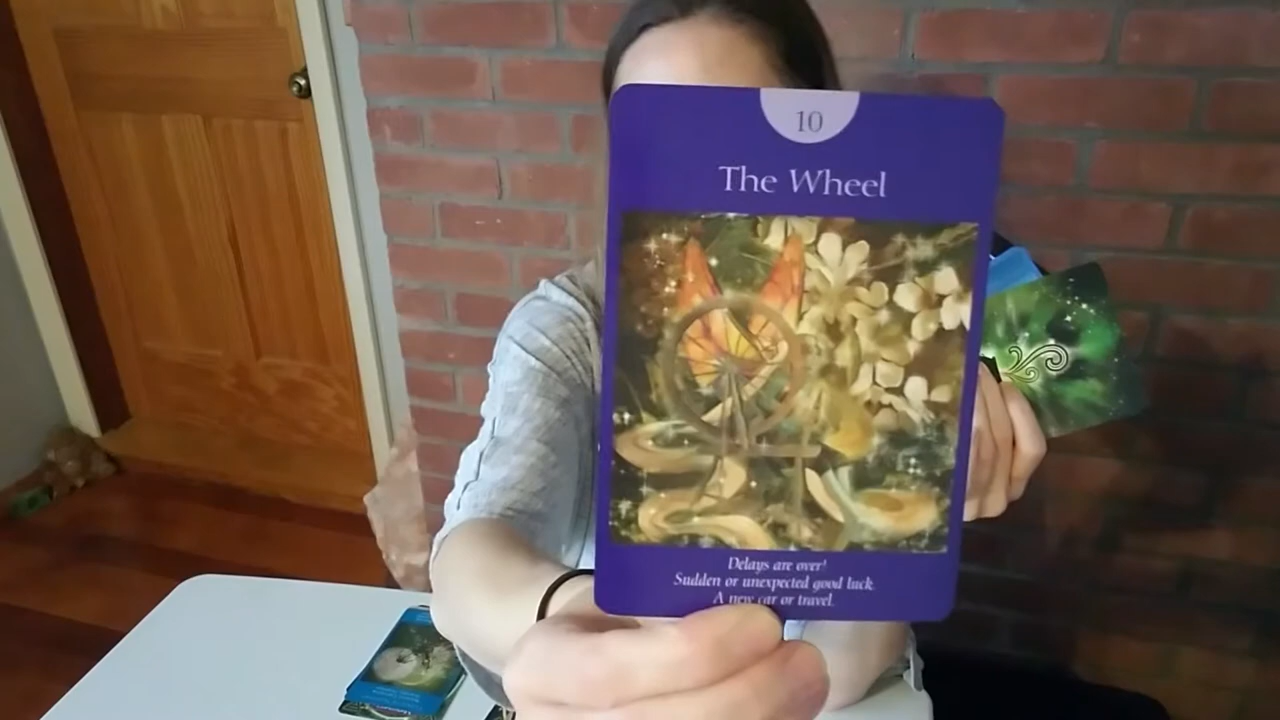 10
The Wheel
Delays are over!
Sudden or unexpected good luck.
A new car or travel.